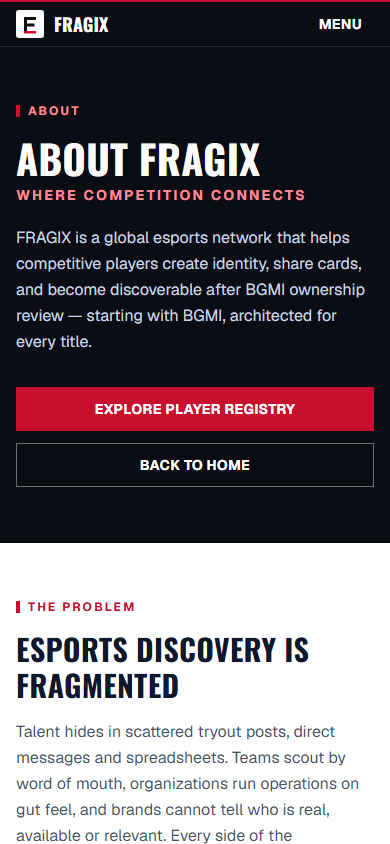 E FRAGIX
MENU
ABOUT
ABOUT FRAGIX
WHERE COMPETITION CONNECTS
FRAGIX is a global esports network that helps
competitive players create identity, share cards,
and become discoverable after BGMI ownership
review — starting with BGMI, architected for
every title.
EXPLORE PLAYER REGISTRY
BACK TO HOME
THE PROBLEM
ESPORTS DISCOVERY IS
FRAGMENTED
Talent hides in scattered tryout posts, direct
messages and spreadsheets. Teams scout by
word of mouth, organizations run operations on
gut feel, and brands cannot tell who is real,
available or relevant. Every side of the